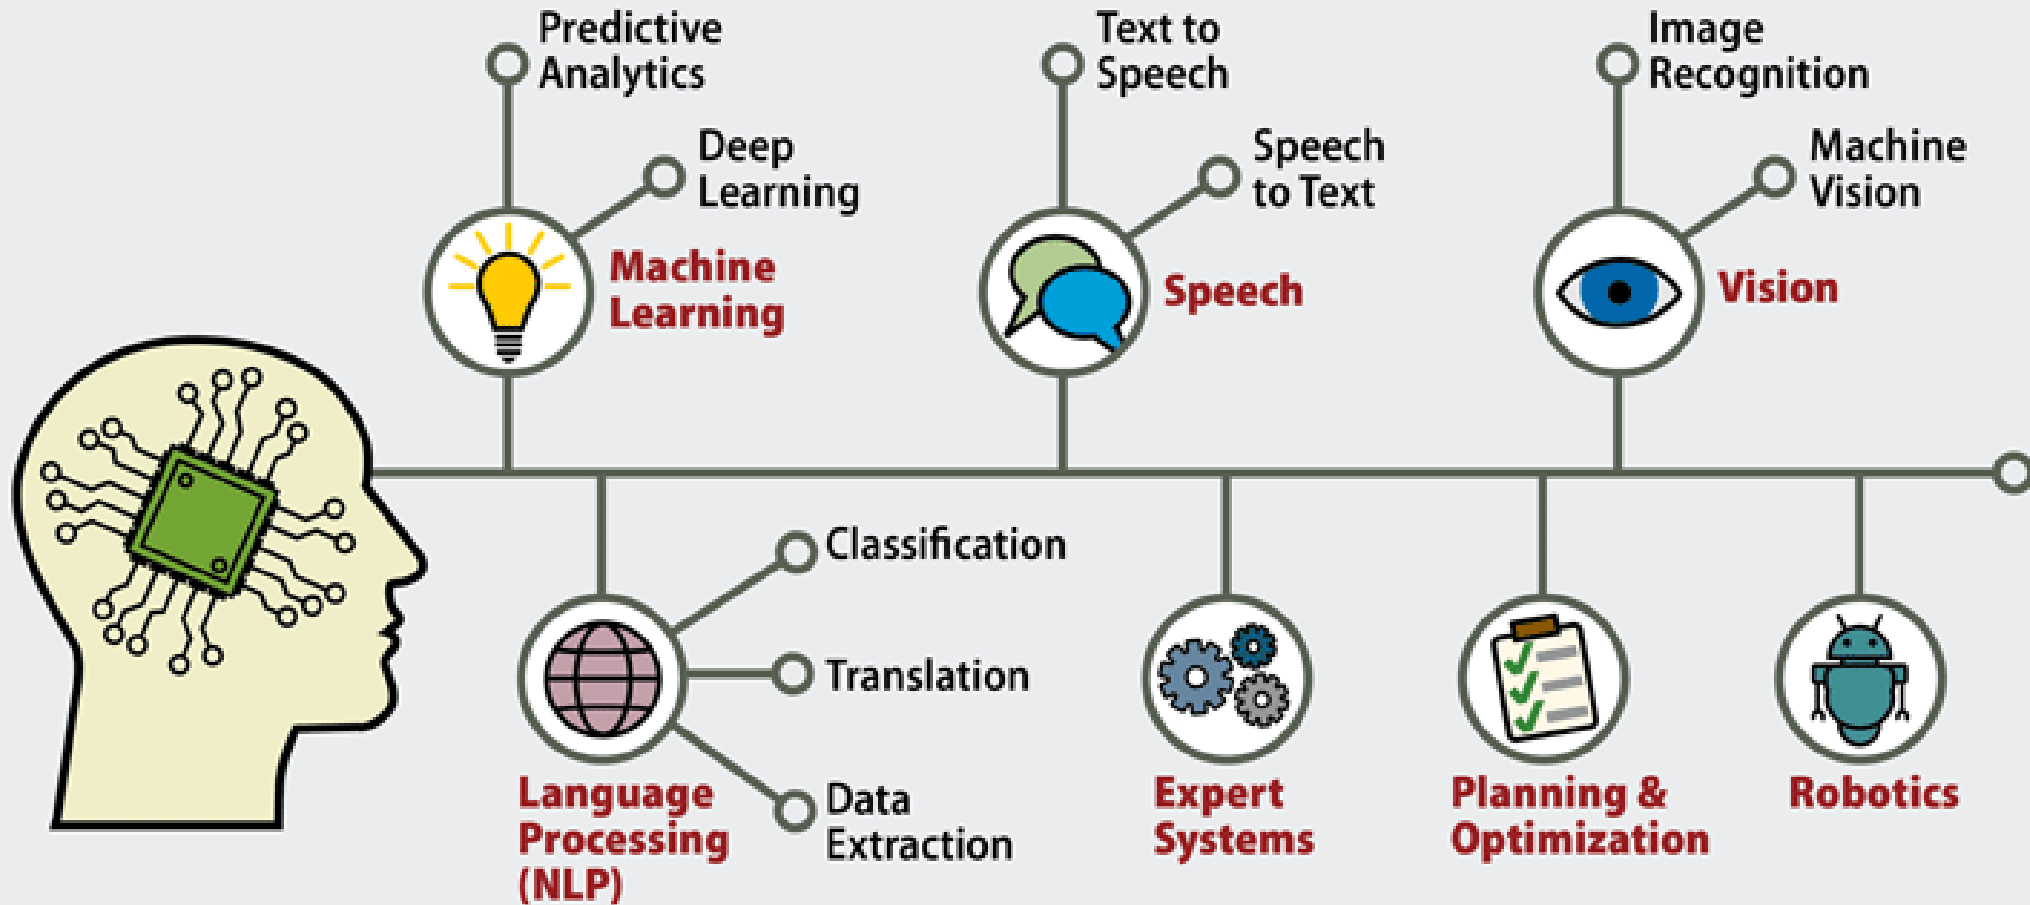 Predictive
Analytics
Deep
Learning
Machine
Learning
Text to
Speech
Speech
to Text
Speech
Image
Recognition
Machine
Vision
Vision
Classification
Translation
Data
Extraction
Language
Processing
(NLP)
Expert
Systems
Planning &
Optimization
Robotics